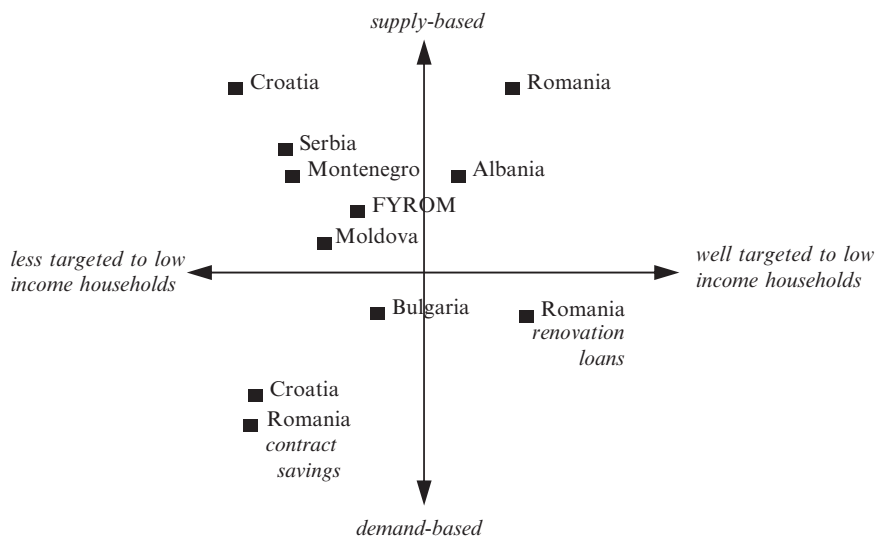 supply-based
Croatia
Romania
Serbia
Montenegro
Albania
FYROM
Moldova
less targeted to low
income households
well targeted to low
income households
Bulgaria
Romania
renovation
loans
Croatia
Romania
contract
savings
demand-based